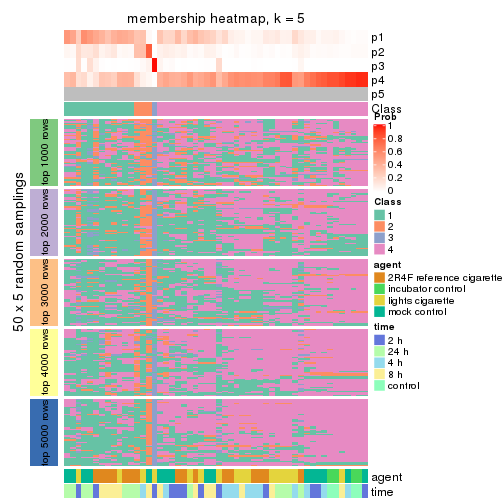 membership heatmap, k = 5
p1
p2
p3
p4
p5
Class
50 x 5 random samplings
top 1000 rows
top 2000 rows
top 3000 rows
top 4000 rows
top 5000 rows
agent
time
Prob
1
0.8
0.6
0.4
0.2
0
Class
1
2
3
4
agent
2R4F reference cigarette
incubator control
lights cigarette
mock control
time
2 h
24 h
4 h
8 h
control